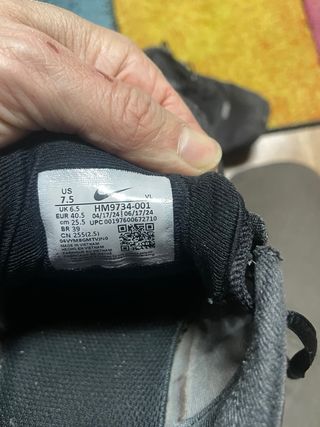 US
7.5
VL
UK 6.5
EUR 40.5
cm 25.5
BR 39
CN 255(2.5)
HM9734-001
04/17/24 | 06/17/24
UPC 00197600672710
MADE IN VIETNAM